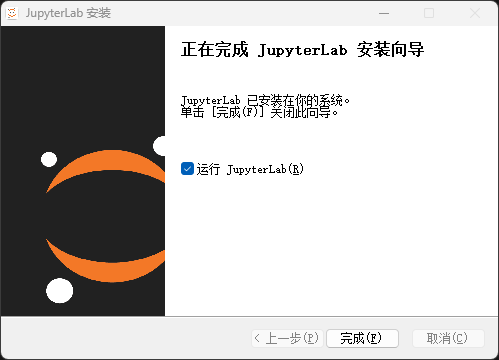 JupyterLab 安装
正在完成 JupyterLab 安装向导
JupyterLab 已安装在你的系统。
单击 [完成(F)] 关闭此向导。
运行 JupyterLab(R)
< 上一步(P)
完成(F)
取消(C)